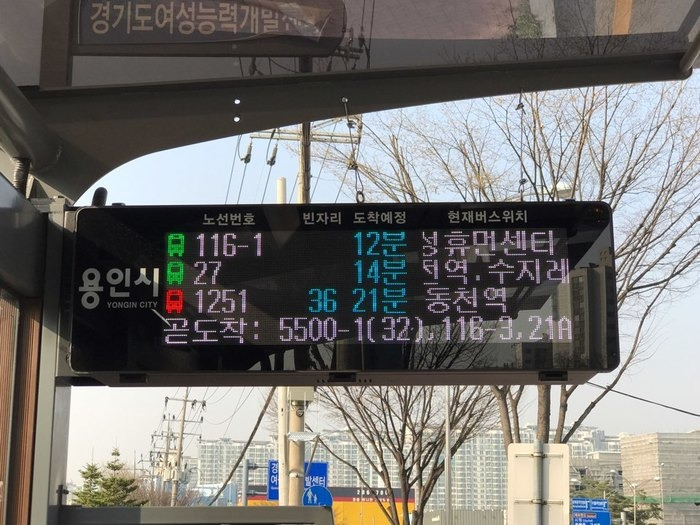 경기도여성능력개발센터
노선번호 빈자리 도착예정 현재버스위치
116-1 12분 휴먼센타
27 14분 역.수지레
용인시
YONGIN CITY
1251 36 21분 동천역
곧도착: 5500-1(32), 116-3,21A